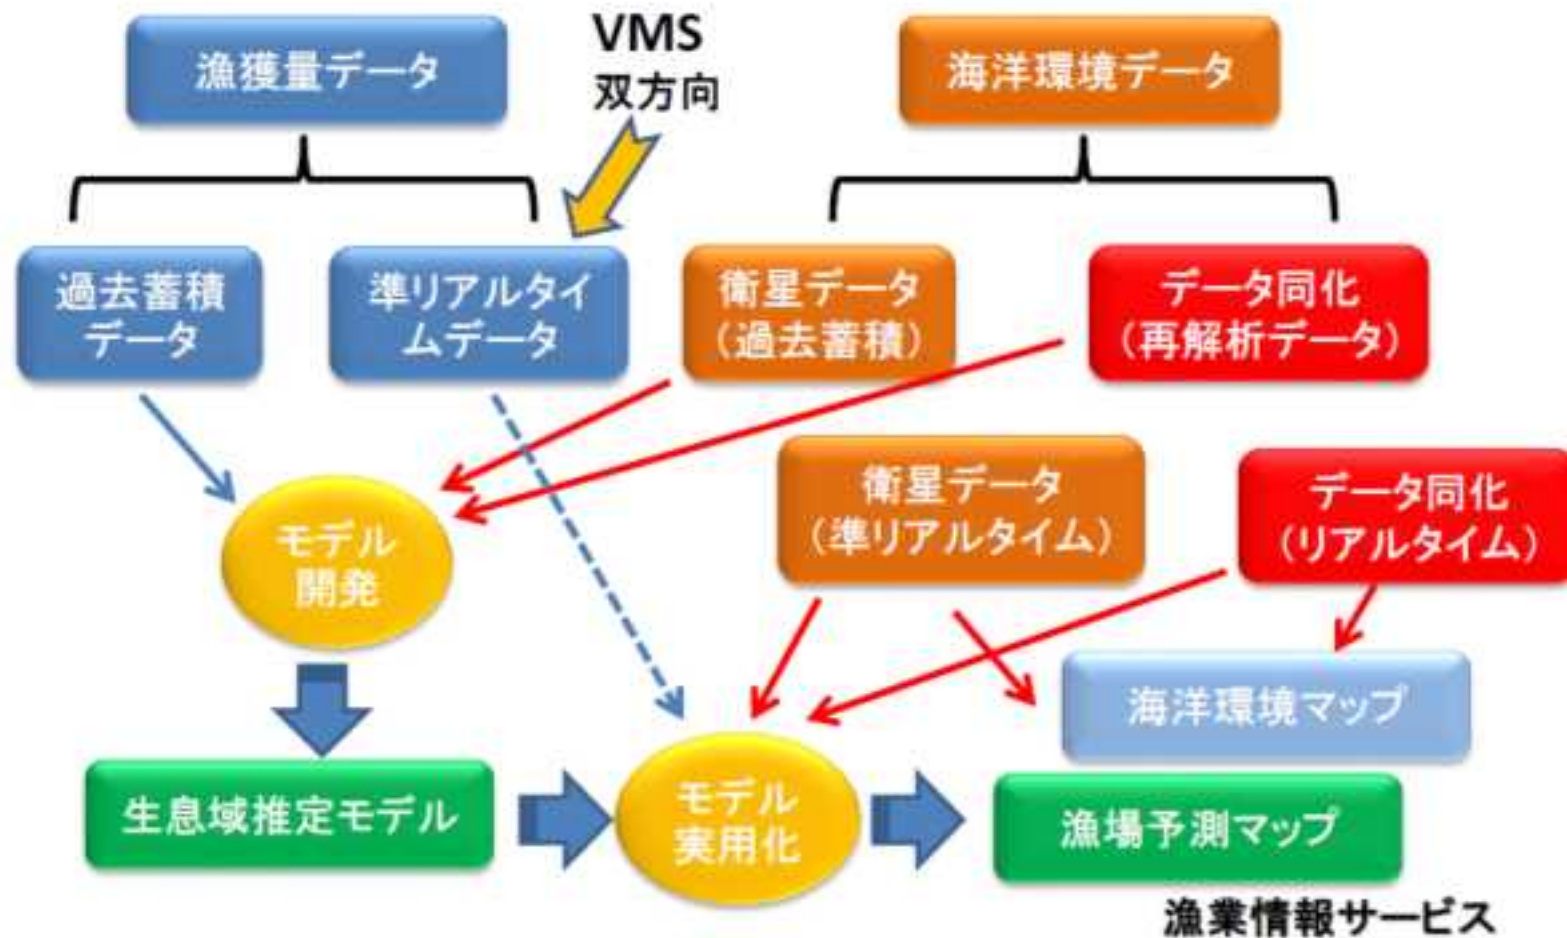 漁獲量データ
VMS
双方向
海洋環境データ
過去蓄積
データ
準リアルタイ
ムデータ
衛星データ
（過去蓄積）
データ同化
（再解析データ）
衛星データ
（準リアルタイム）
データ同化
（リアルタイム）
モデル
開発
海洋環境マップ
生息域推定モデル
モデル
実用化
漁場予測マップ
漁業情報サービス